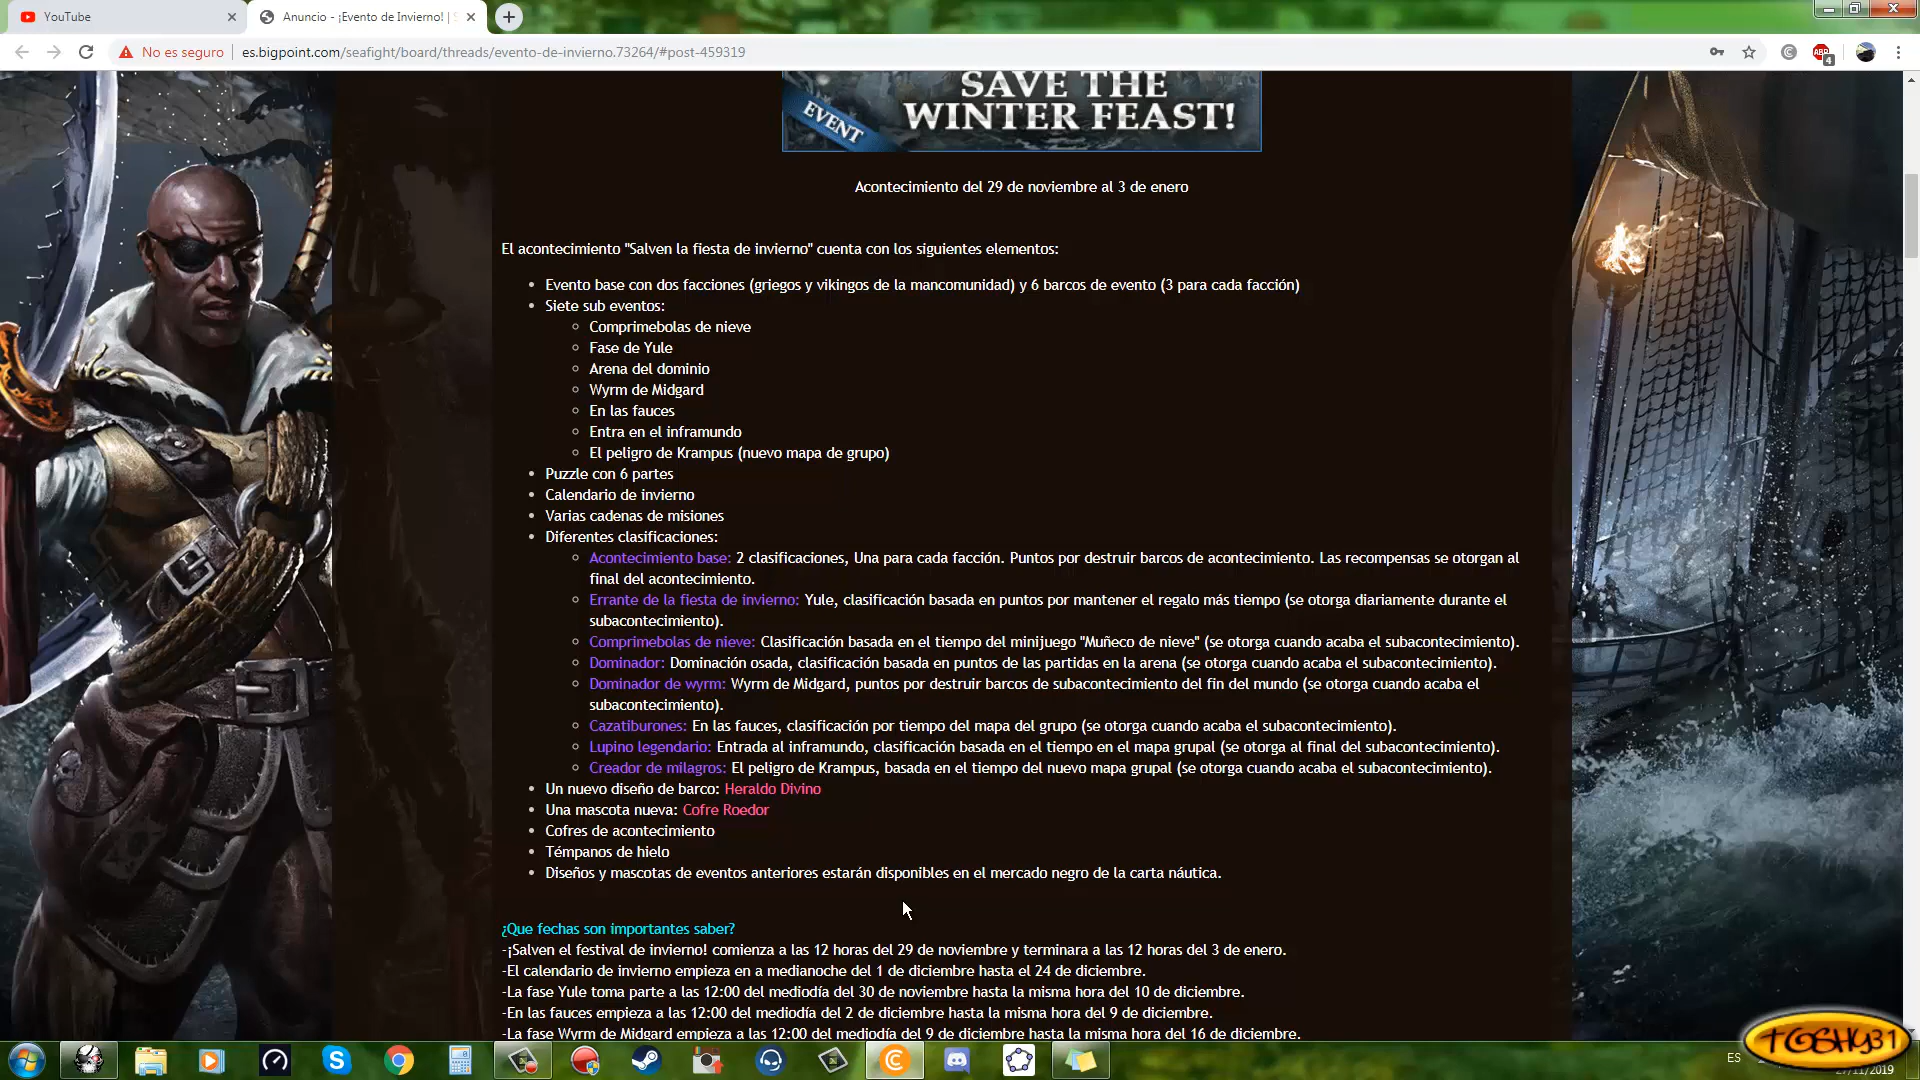 YouTube
Anuncio - ¡Evento de Invierno! |
No es seguro
es.bigpoint.com/seafight/board/threads/evento-de-invierno.73264/#post-459319
ABP
4
SAVE THE
WINTER FEAST!
EVENT
Acontecimiento del 29 de noviembre al 3 de enero
El acontecimiento "Salven la fiesta de invierno" cuenta con los siguientes elementos:
Evento base con dos facciones (griegos y vikingos de la mancomunidad) y 6 barcos de evento (3 para cada facción)
Siete sub eventos:
Comprimebolas de nieve
Fase de Yule
Arena del dominio
Wyrm de Midgard
En las fauces
Entra en el inframundo
El peligro de Krampus (nuevo mapa de grupo)
Puzzle con 6 partes
Calendario de invierno
Varias cadenas de misiones
Diferentes clasificaciones:
Acontecimiento base: 2 clasificaciones, Una para cada facción. Puntos por destruir barcos de acontecimiento. Las recompensas se otorgan al
final del acontecimiento.
Errante de la fiesta de invierno: Yule, clasificación basada en puntos por mantener el regalo más tiempo (se otorga diariamente durante el
subacontecimiento).
Comprimebolas de nieve: Clasificación basada en el tiempo del minijuego "Muñeco de nieve" (se otorga cuando acaba el subacontecimiento).
Dominador: Dominación osada, clasificación basada en puntos de las partidas en la arena (se otorga cuando acaba el subacontecimiento).
Dominador de wyrm: Wyrm de Midgard, puntos por destruir barcos de subacontecimiento del fin del mundo (se otorga cuando acaba el
subacontecimiento).
Cazatiburones: En las fauces, clasificación por tiempo del mapa del grupo (se otorga cuando acaba el subacontecimiento).
Lupino legendario: Entrada al inframundo, clasificación basada en el tiempo en el mapa grupal (se otorga al final del subacontecimiento).
Creador de milagros: El peligro de Krampus, basada en el tiempo del nuevo mapa grupal (se otorga cuando acaba el subacontecimiento).
Un nuevo diseño de barco: Heraldo Divino
Una mascota nueva: Cofre Roedor
Cofres de acontecimiento
Témpanos de hielo
Diseños y mascotas de eventos anteriores estarán disponibles en el mercado negro de la carta náutica.
¿Que fechas son importantes saber?
-¡Salven el festival de invierno! comienza a las 12 horas del 29 de noviembre y terminara a las 12 horas del 3 de enero.
-El calendario de invierno empieza en a medianoche del 1 de diciembre hasta el 24 de diciembre.
-La fase Yule toma parte a las 12:00 del mediodía del 30 de noviembre hasta la misma hora del 10 de diciembre.
-En las fauces empieza a las 12:00 del mediodía del 2 de diciembre hasta la misma hora del 9 de diciembre.
-La fase Wyrm de Midgard empieza a las 12:00 del mediodía del 9 de diciembre hasta la misma hora del 16 de diciembre.
TOSHY31
ES
27/11/2019